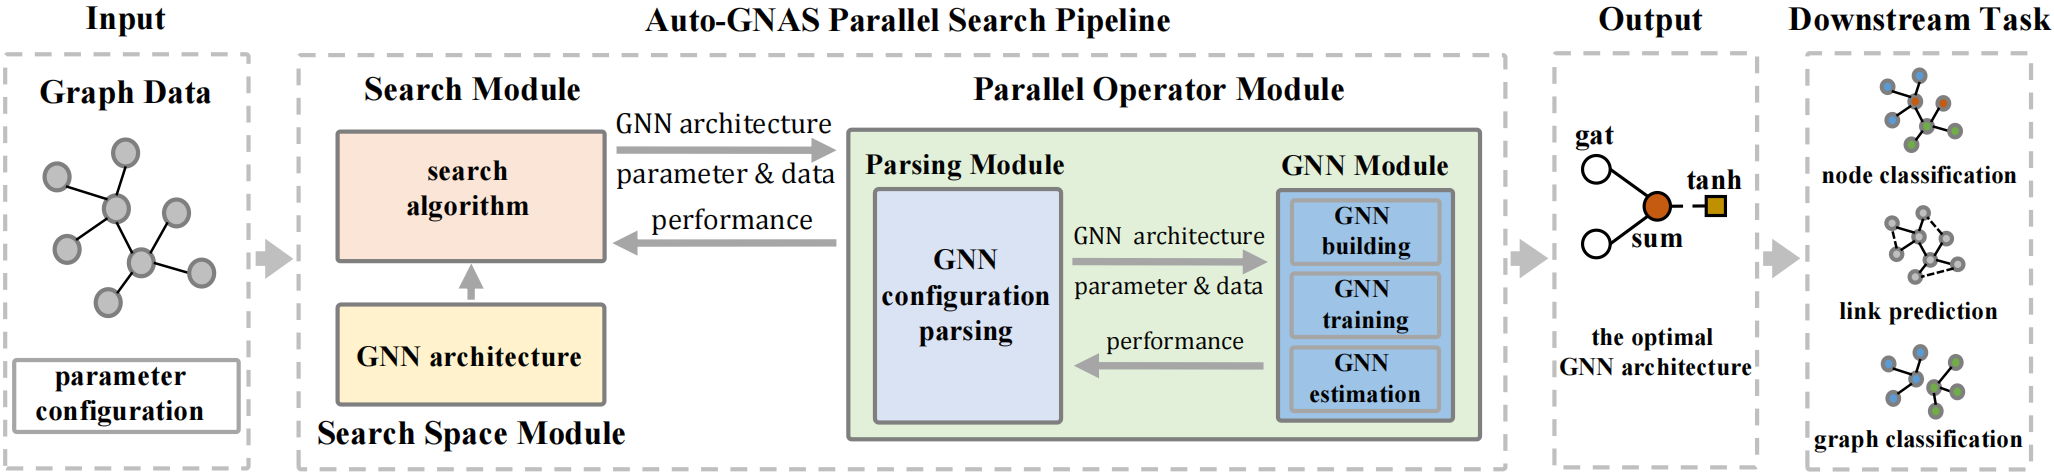 Input
Graph Data
parameter
configuration
Auto-GNAS Parallel Search Pipeline
Search Module
search
algorithm
GNN architecture
Search Space Module
GNN architecture
parameter & data
performance
Parallel Operator Module
Parsing Module
GNN
configuration
parsing
GNN architecture
parameter & data
performance
GNN Module
GNN
building
GNN
training
GNN
estimation
Output
gat
tanh
sum
the optimal
GNN architecture
Downstream Task
node classification
link prediction
graph classification